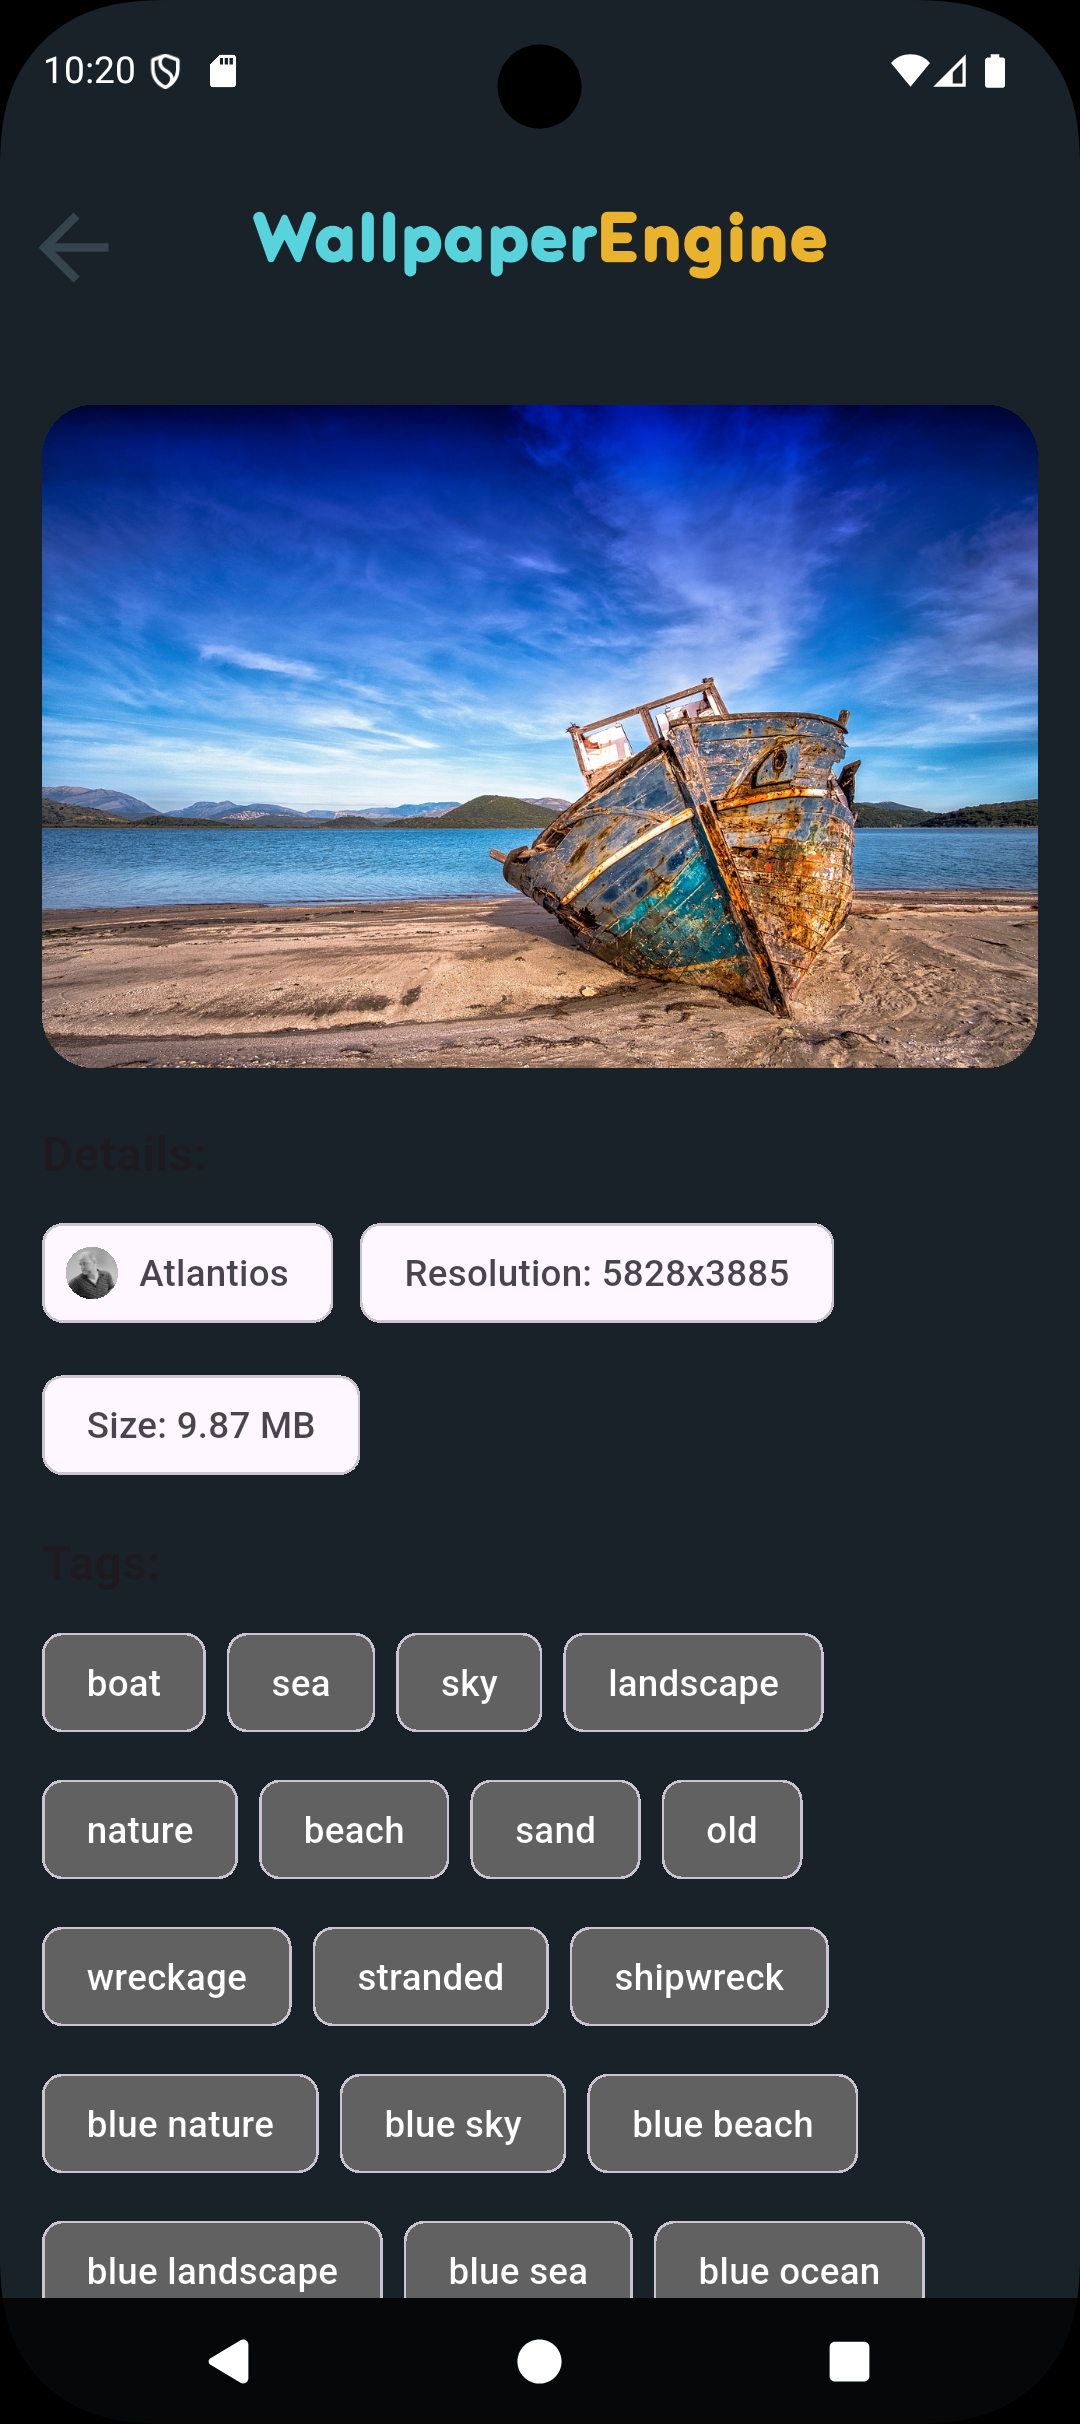 10:20
WallpaperEngine
Details:
Atlantios Resolution: 5828x3885
Size: 9.87 MB
Tags:
boat sea sky landscape
nature beach sand old
wreckage stranded shipwreck
blue nature blue sky blue beach
blue landscape blue sea blue ocean